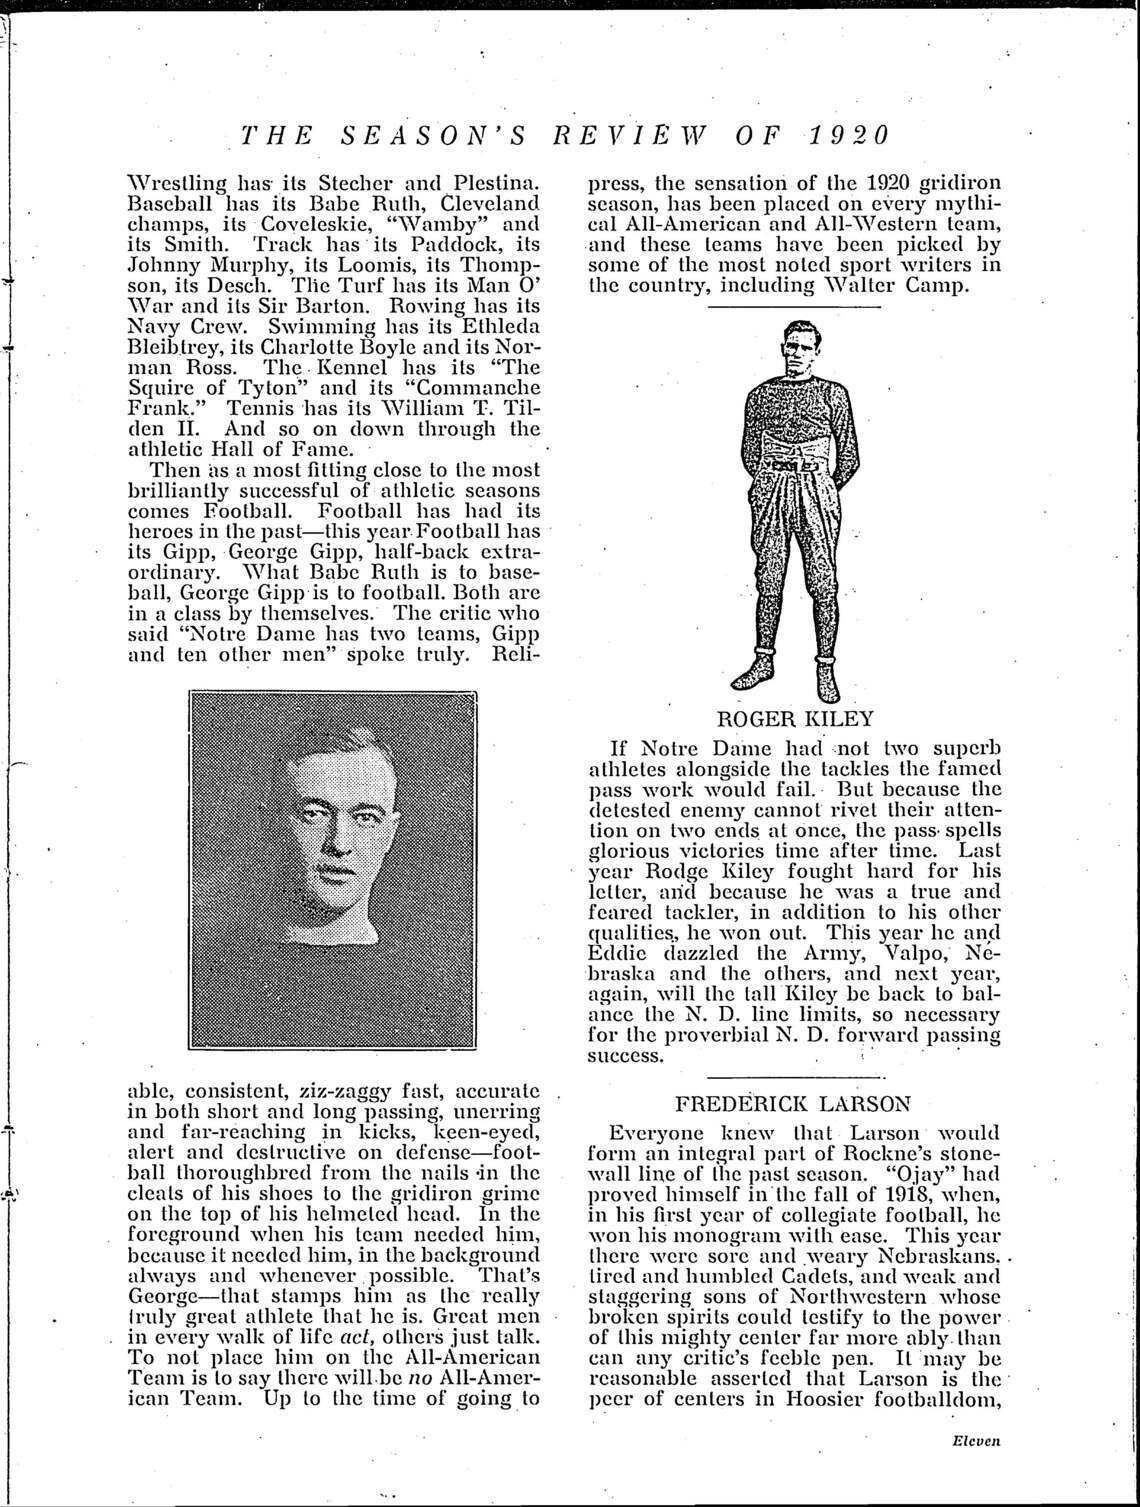 THE SEASON'S REVIEW OF 1920
Wrestling has its Stecher and Plestina.
Baseball has its Babe Ruth, Cleveland
champs, its Coveleskie, "Wamby" and
its Smith. Track has its Paddock, its
Johnny Murphy, its Loomis, its Thomp-
son, its Desch. The Turf has its Man O'
War and its Sir Barton. Rowing has its
Navy Crew. Swimming has its Ethleda
Bleibtrey, its Charlotte Boyle and its Nor-
man Ross. The Kennel has its "The
Squire of Tyton" and its "Commanche
Frank." Tennis has its William T. Til-
den II. And so on down through the
athletic Hall of Fame.
Then as a most fitting close to the most
brilliantly successful of athletic seasons
comes Football. Football has had its
heroes in the past—this year Football has
its Gipp, George Gipp, half-back extra-
ordinary. What Babe Ruth is to base-
ball, George Gipp is to football. Both are
in a class by themselves. The critic who
said "Notre Dame has two teams, Gipp
and ten other men" spoke truly. Reli-
able, consistent, ziz-zaggy fast, accurate
in both short and long passing, unerring
and far-reaching in kicks, keen-eyed,
alert and destructive on defense—foot-
ball thoroughbred from the nails in the
cleats of his shoes to the gridiron grime
on the top of his helmeted head. In the
foreground when his team needed him,
because it needed him, in the background
always and whenever possible. That's
George—that stamps him as the really
truly great athlete that he is. Great men
in every walk of life act, others just talk.
To not place him on the All-American
Team is to say there will be no All-Amer-
ican Team. Up to the time of going to
press, the sensation of the 1920 gridiron
season, has been placed on every mythi-
cal All-American and All-Western team,
and these teams have been picked by
some of the most noted sport writers in
the country, including Walter Camp.
ROGER KILEY
If Notre Dame had not two superb
athletes alongside the tackles the famed
pass work would fail. But because the
detested enemy cannot rivet their atten-
tion on two ends at once, the pass spells
glorious victories time after time. Last
year Rodge Kiley fought hard for his
letter, and because he was a true and
feared tackler, in addition to his other
qualities, he won out. This year he and
Eddie dazzled the Army, Valpo, Ne-
braska and the others, and next year,
again, will the tall Kiley be back to bal-
ance the N. D. line limits, so necessary
for the proverbial N. D. forward passing
success.
FREDERICK LARSON
Everyone knew that Larson would
form an integral part of Rockne's stone-
wall line of the past season. "Ojay" had
proved himself in the fall of 1918, when,
in his first year of collegiate football, he
won his monogram with ease. This year
there were sore and weary Nebraskans,
tired and humbled Cadets, and weak and
staggering sons of Northwestern whose
broken spirits could testify to the power
of this mighty center far more ably than
can any critic's feeble pen. It may be
reasonable asserted that Larson is the
peer of centers in Hoosier footballdom,
Eleven